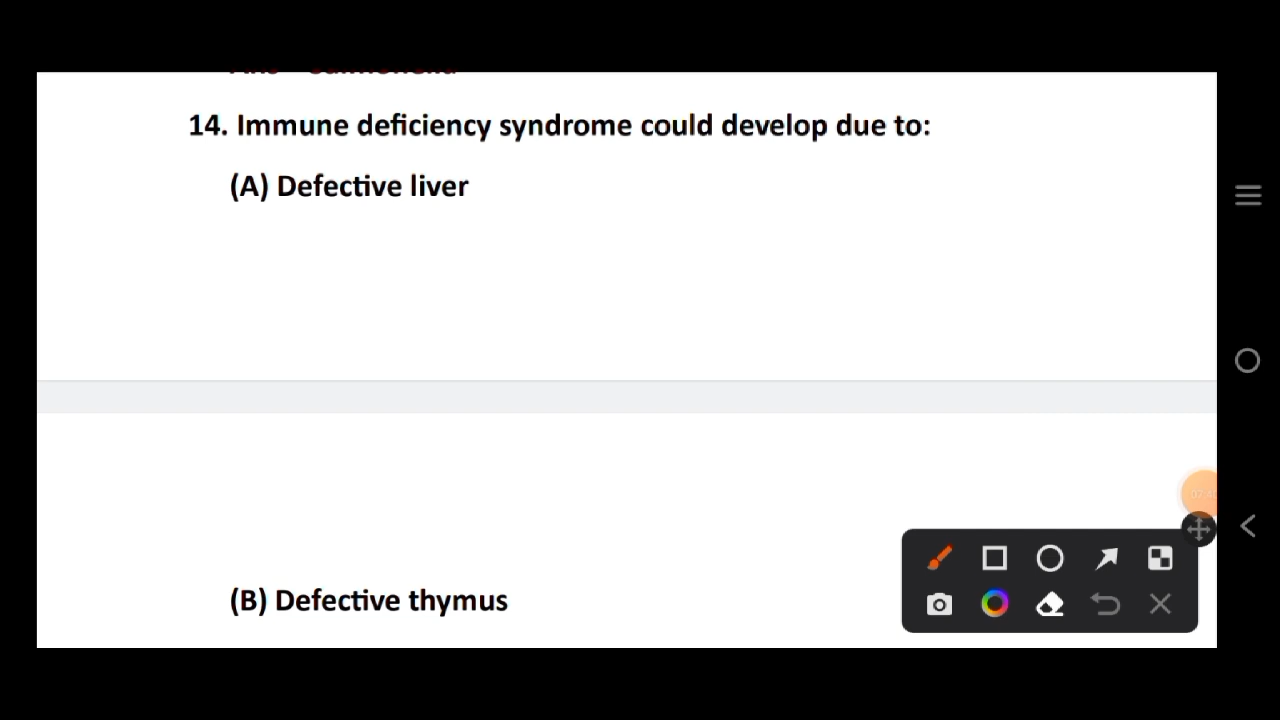 14. Immune deficiency syndrome could develop due to:
(A) Defective liver
(B) Defective thymus